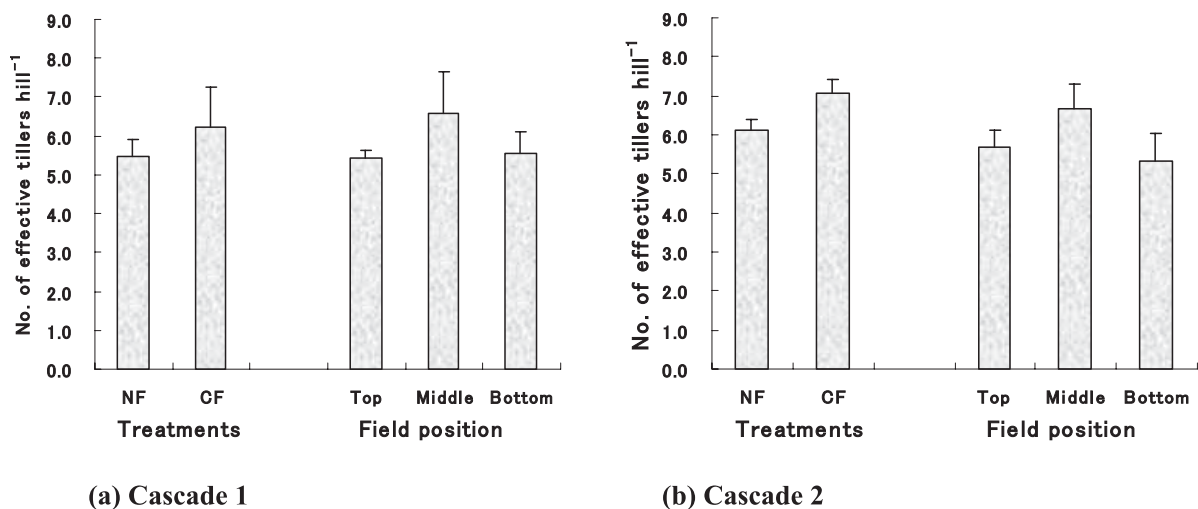 No. of effective tillers hill⁻¹
9.0
8.0
7.0
6.0
5.0
4.0
3.0
2.0
1.0
0.0
NF CF Top Middle Bottom
Treatments Field position
(a) Cascade 1
No. of effective tillers hill⁻¹
9.0
8.0
7.0
6.0
5.0
4.0
3.0
2.0
1.0
0.0
NF CF Top Middle Bottom
Treatments Field position
(b) Cascade 2